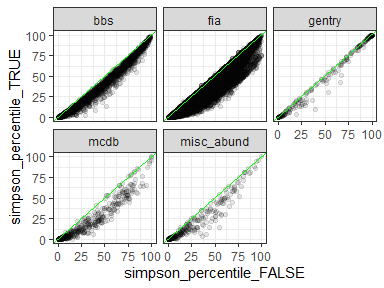 bbs fia gentry
100
75
50
25
0
0 25 50 75 100
mcdb misc_abund
100
75
50
25
0
0 25 50 75 100 0 25 50 75 100
simpson_percentile_TRUE
simpson_percentile_FALSE